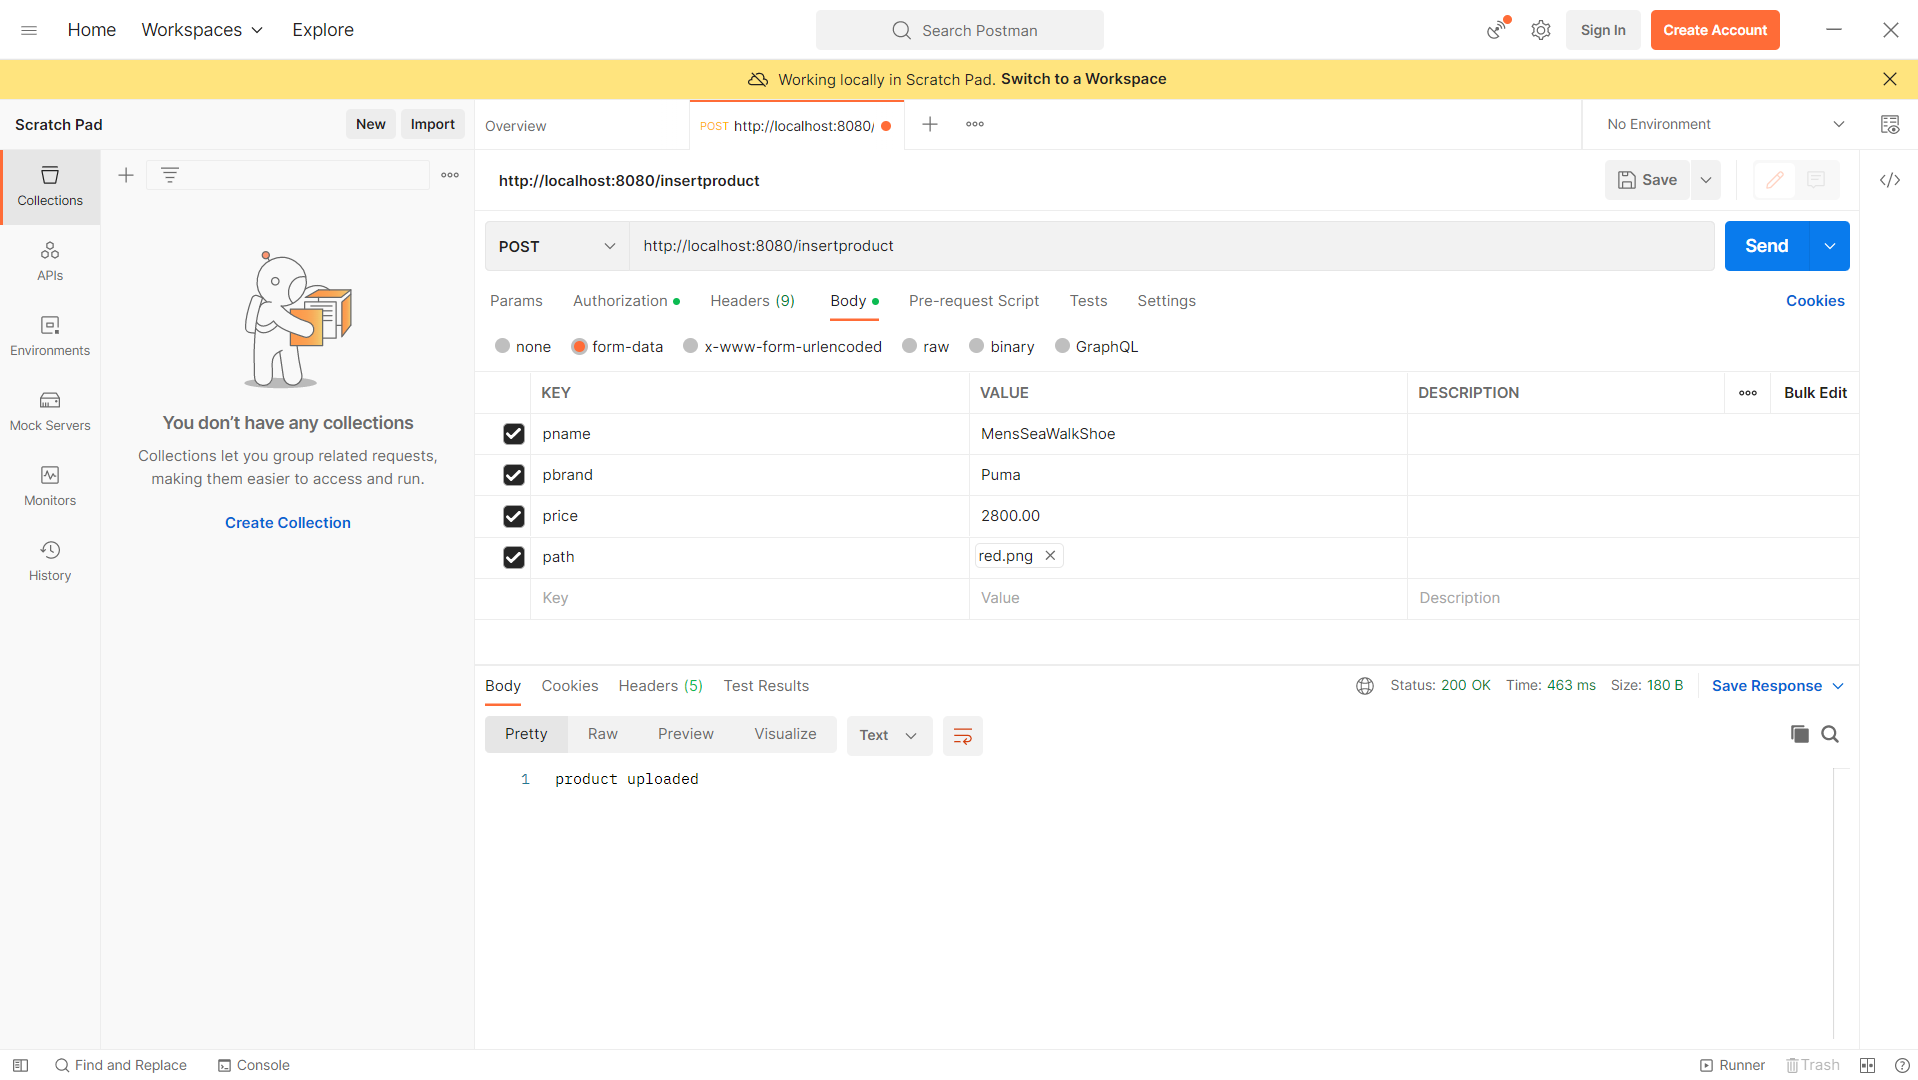 Home Workspaces Explore Search Postman Sign In Create Account
Working locally in Scratch Pad. Switch to a Workspace
Scratch Pad New Import Overview POST http://localhost:8080/ No Environment
Collections
http://localhost:8080/insertproduct Save
POST http://localhost:8080/insertproduct Send
APIs
Params Authorization Headers (9) Body Pre-request Script Tests Settings Cookies
Environments
none form-data x-www-form-urlencoded raw binary GraphQL
KEY VALUE DESCRIPTION Bulk Edit
Mock Servers
You don’t have any collections
Collections let you group related requests,
making them easier to access and run.
Create Collection
pname MensSeaWalkShoe
pbrand Puma
Monitors
price 2800.00
path red.png
History
Key Value Description
Body Cookies Headers (5) Test Results Status: 200 OK Time: 463 ms Size: 180 B Save Response
Pretty Raw Preview Visualize Text
1 product uploaded
Find and Replace Console Runner Trash